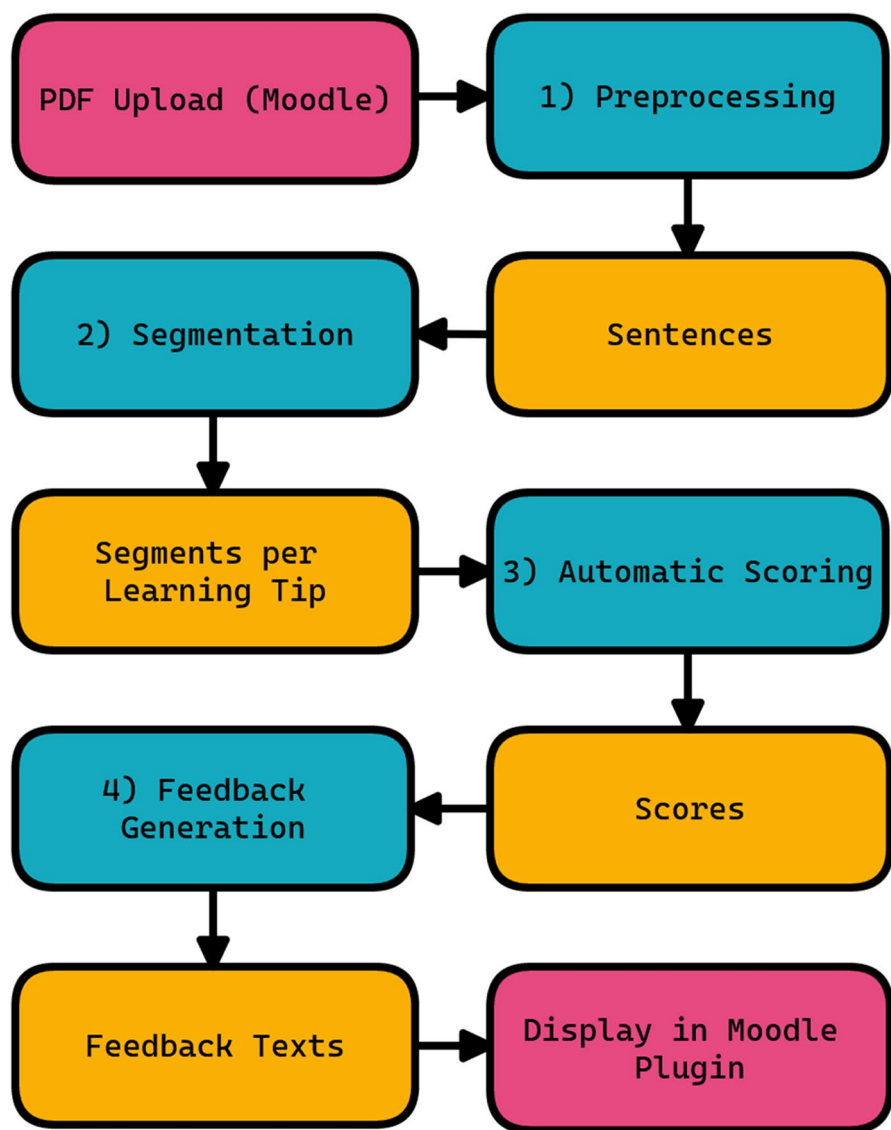 PDF Upload (Moodle)
1) Preprocessing
Sentences
2) Segmentation
Segments per
Learning Tip
3) Automatic Scoring
Scores
4) Feedback
Generation
Feedback Texts
Display in Moodle
Plugin